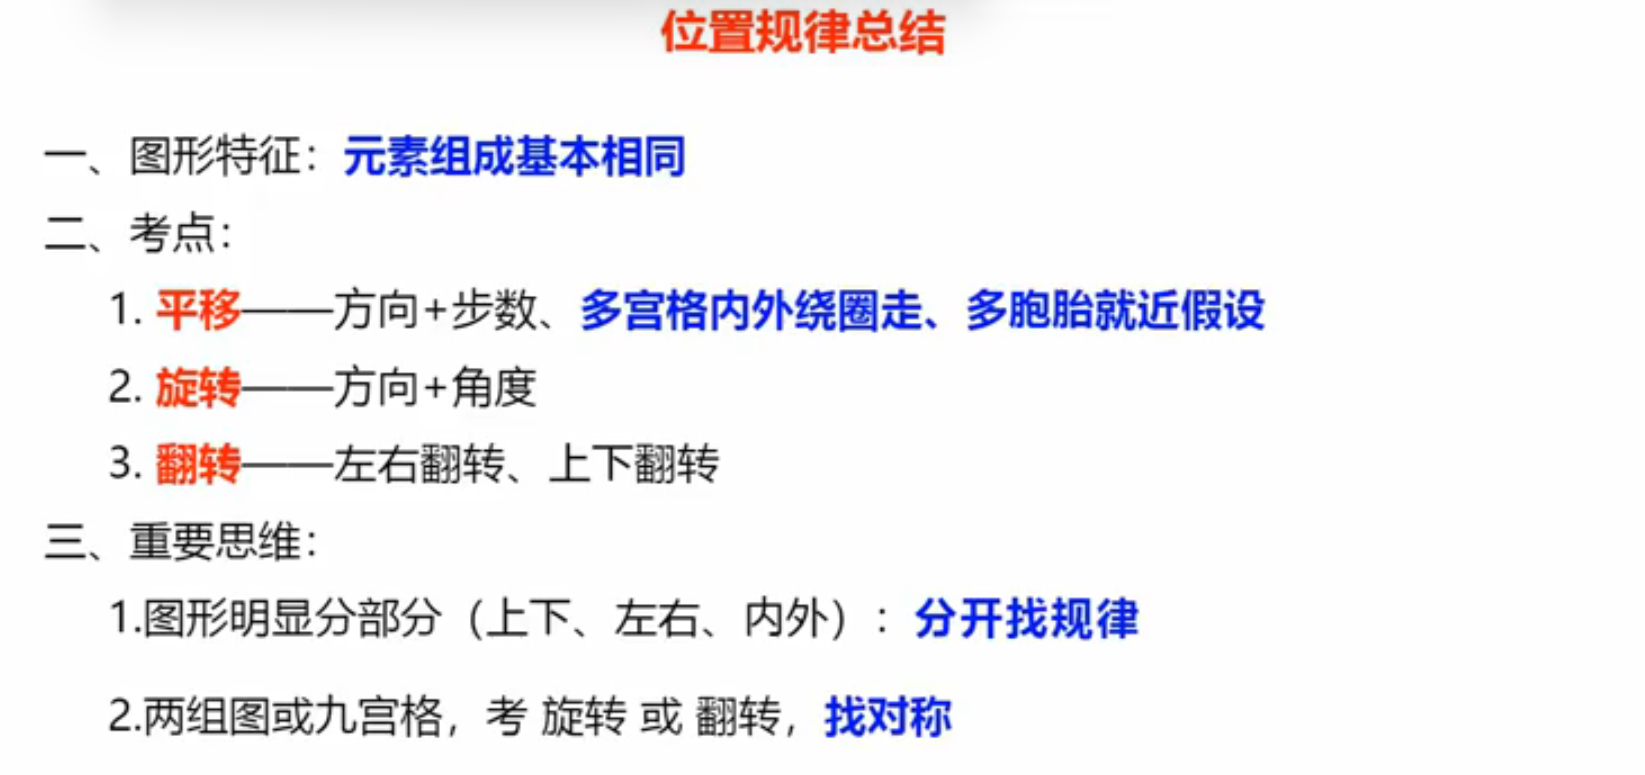 位置规律总结
一、图形特征：元素组成基本相同
二、考点：
1. 平移——方向+步数、多宫格内外绕圈走、多胞胎就近假设
2. 旋转——方向+角度
3. 翻转——左右翻转、上下翻转
三、重要思维：
1.图形明显分部分（上下、左右、内外）：分开找规律
2.两组图或九宫格，考 旋转 或 翻转，找对称